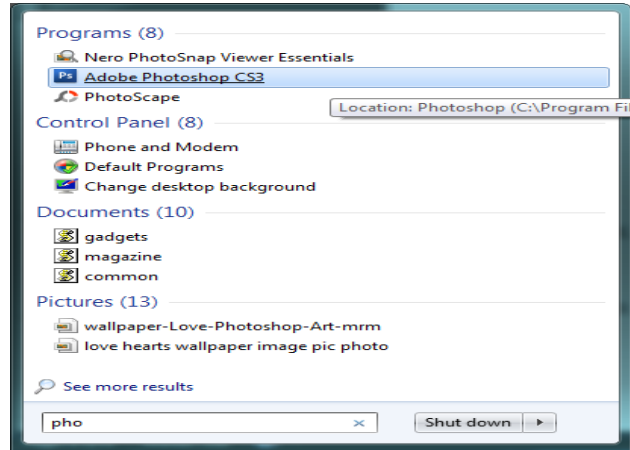 Programs (8)
Nero PhotoSnap Viewer Essentials
Ps Adobe Photoshop CS3
PhotoScape
Location: Photoshop (C:\Program Fil
Control Panel (8)
Phone and Modem
Default Programs
Change desktop background
Documents (10)
gadgets
magazine
common
Pictures (13)
wallpaper-Love-Photoshop-Art-mrm
love hearts wallpaper image pic photo
See more results
pho
Shut down